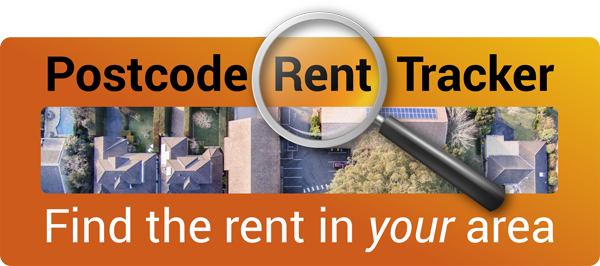 Postcode Rent Tracker
Find the rent in your area